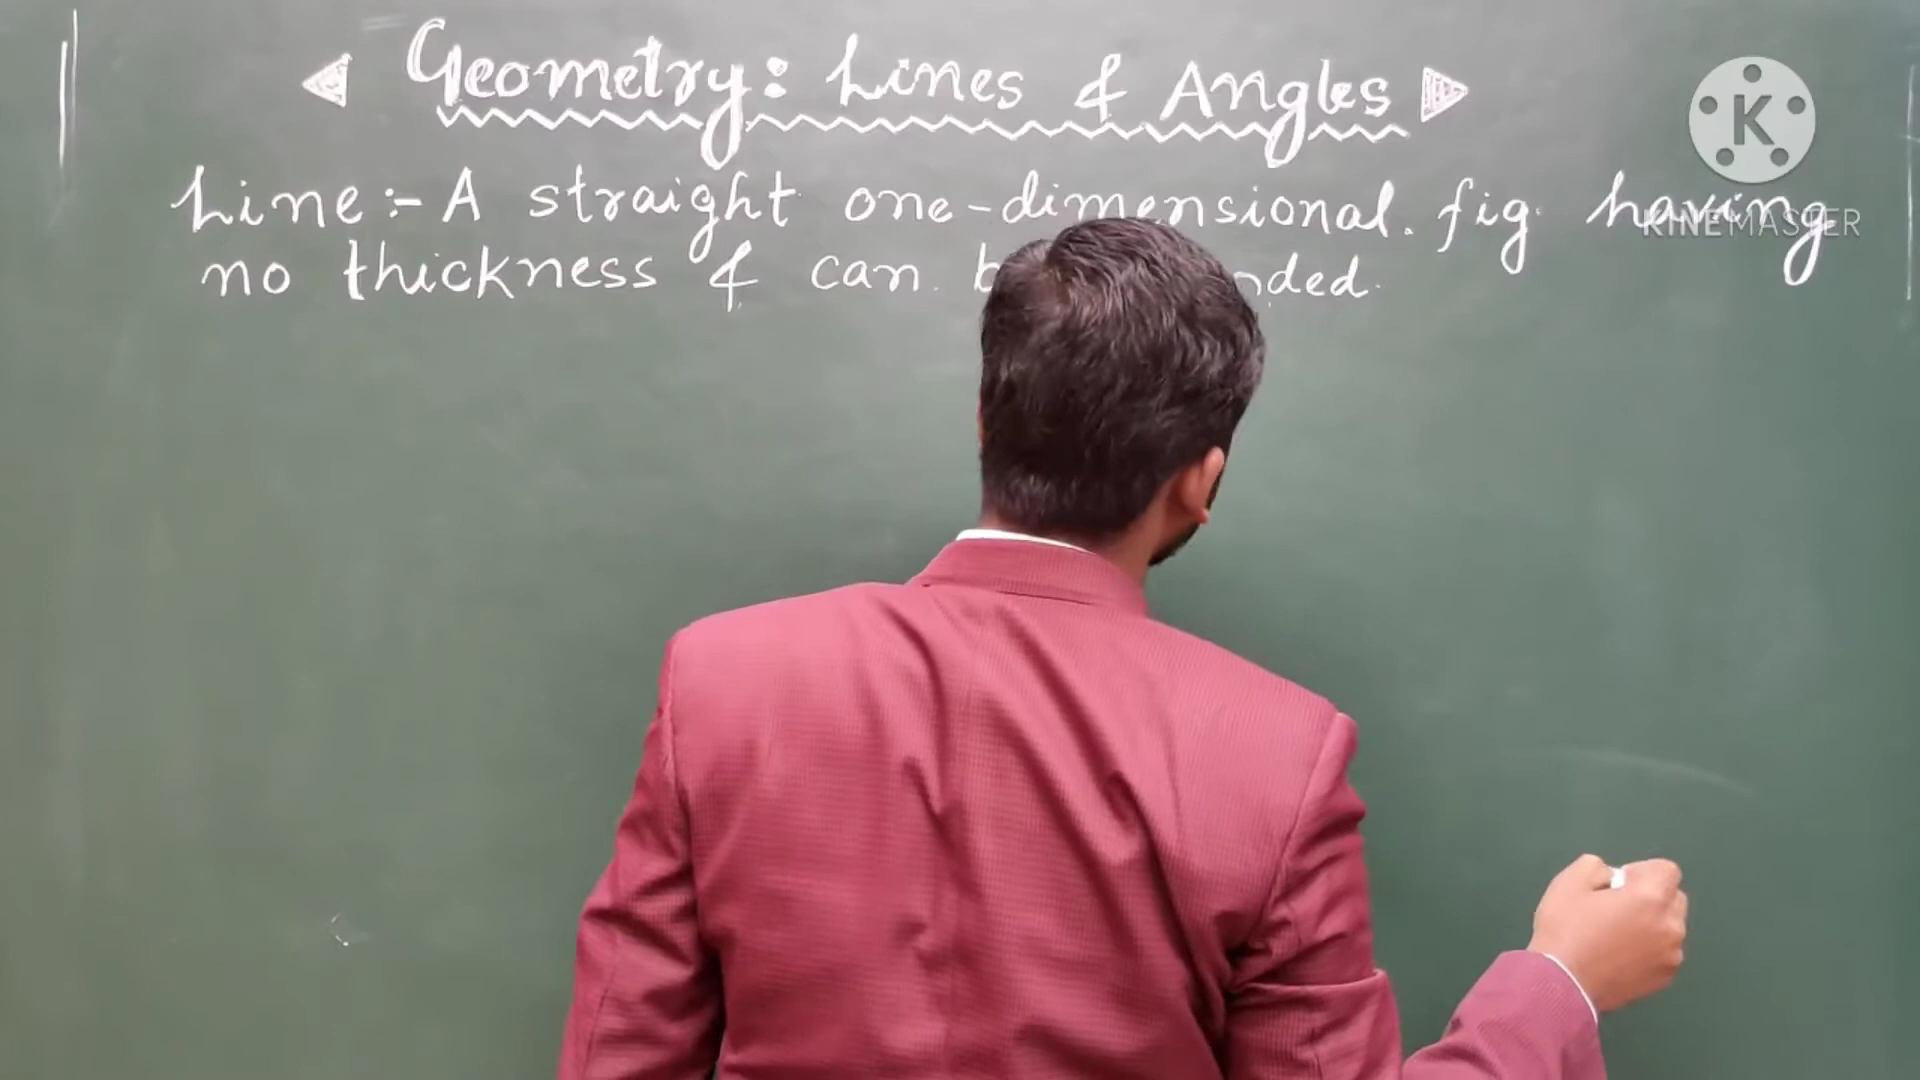 Geometry: Lines & Angles
Line:- A straight one-dimensional. fig. having
no thickness & can
K
KINEMASTER